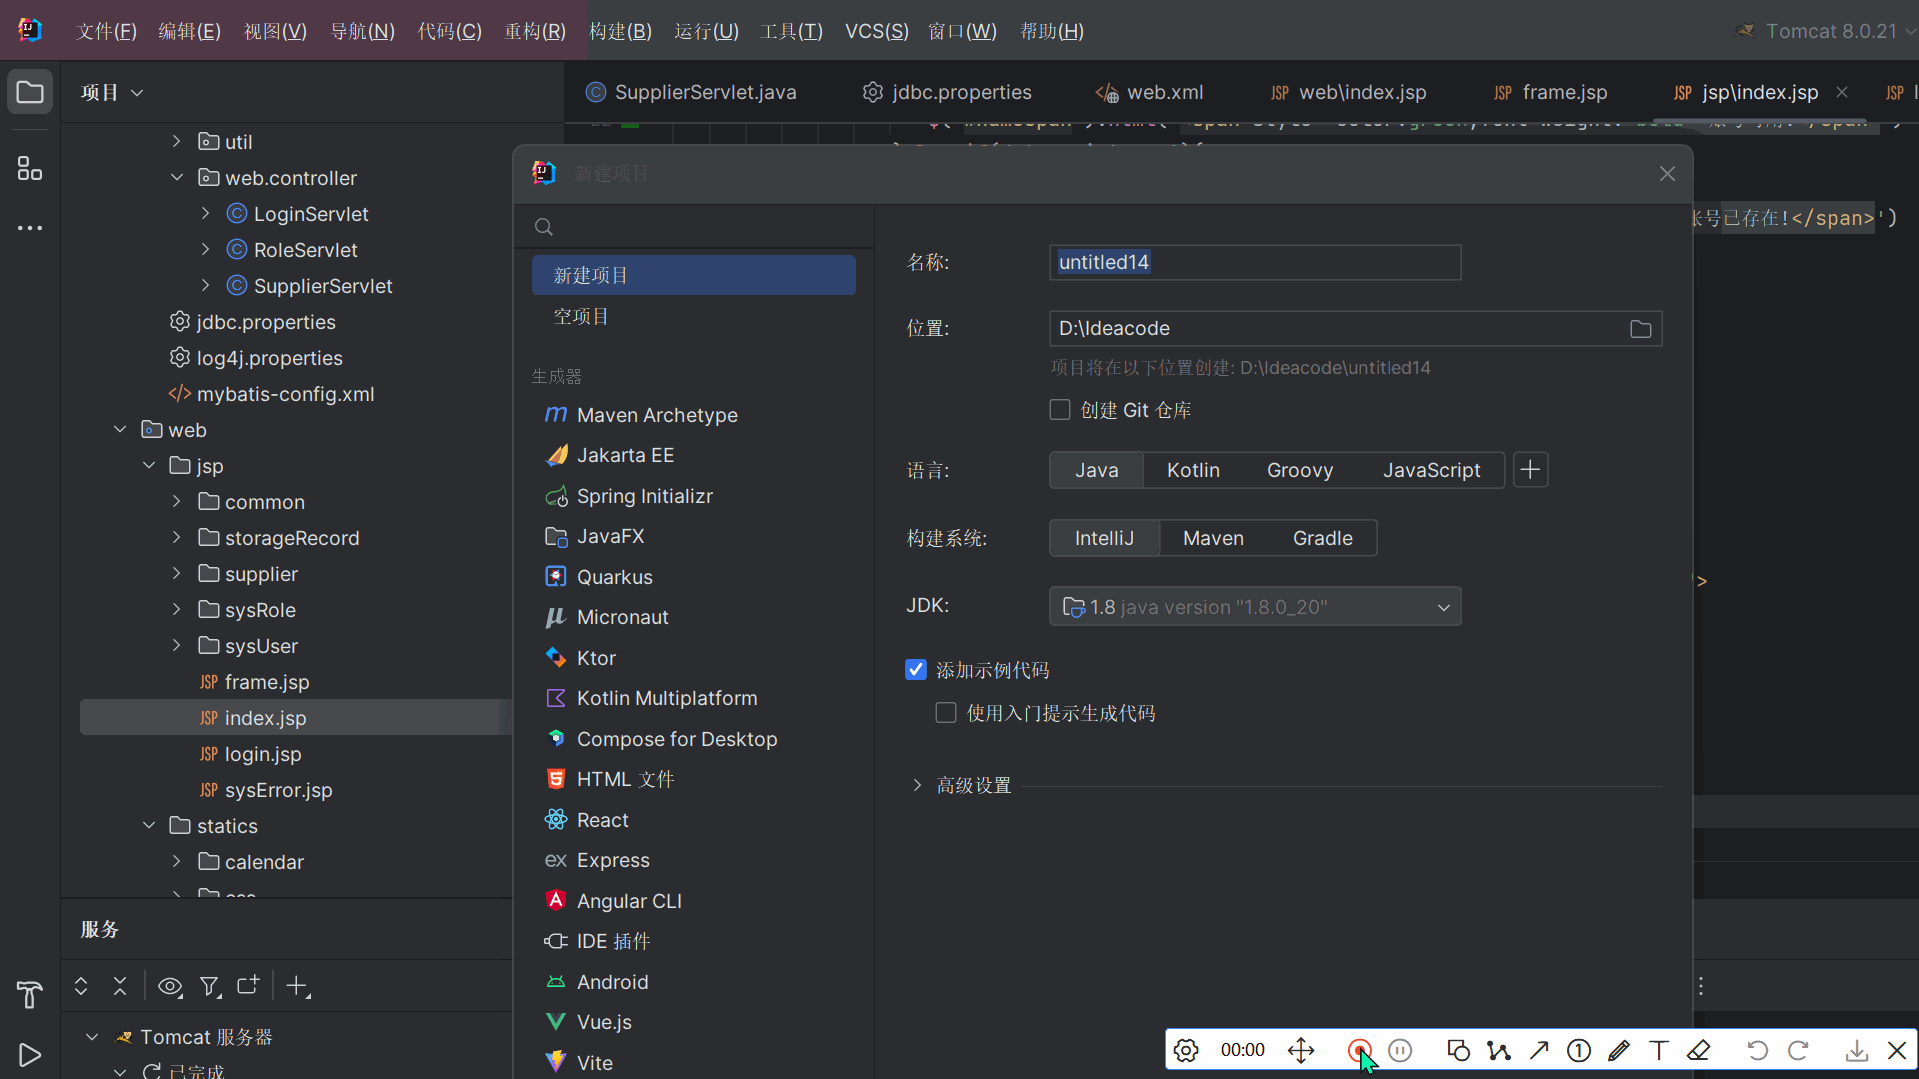 文件(F) 编辑(E) 视图(V) 导航(N) 代码(C) 重构(R) 构建(B) 运行(U) 工具(T) VCS(S) 窗口(W) 帮助(H) Tomcat 8.0.21
项目
SupplierServlet.java jdbc.properties web.xml web\index.jsp frame.jsp jsp\index.jsp
util
web.controller
LoginServlet
RoleServlet
SupplierServlet
jdbc.properties
log4j.properties
mybatis-config.xml
web
jsp
common
storageRecord
supplier
sysRole
sysUser
frame.jsp
index.jsp
login.jsp
sysError.jsp
statics
calendar
服务
Tomcat 服务器
已完成
新建项目
新建项目
空项目
生成器
Maven Archetype
Jakarta EE
Spring Initializr
JavaFX
Quarkus
Micronaut
Ktor
Kotlin Multiplatform
Compose for Desktop
HTML 文件
React
Express
Angular CLI
IDE 插件
Android
Vue.js
Vite
名称: untitled14
位置: D:\Ideacode
项目将在以下位置创建: D:\Ideacode\untitled14
创建 Git 仓库
语言: Java Kotlin Groovy JavaScript
构建系统: IntelliJ Maven Gradle
JDK: 1.8 java version "1.8.0_20"
添加示例代码
使用入门提示生成代码
高级设置
账号已存在!</span>')
>
00:00